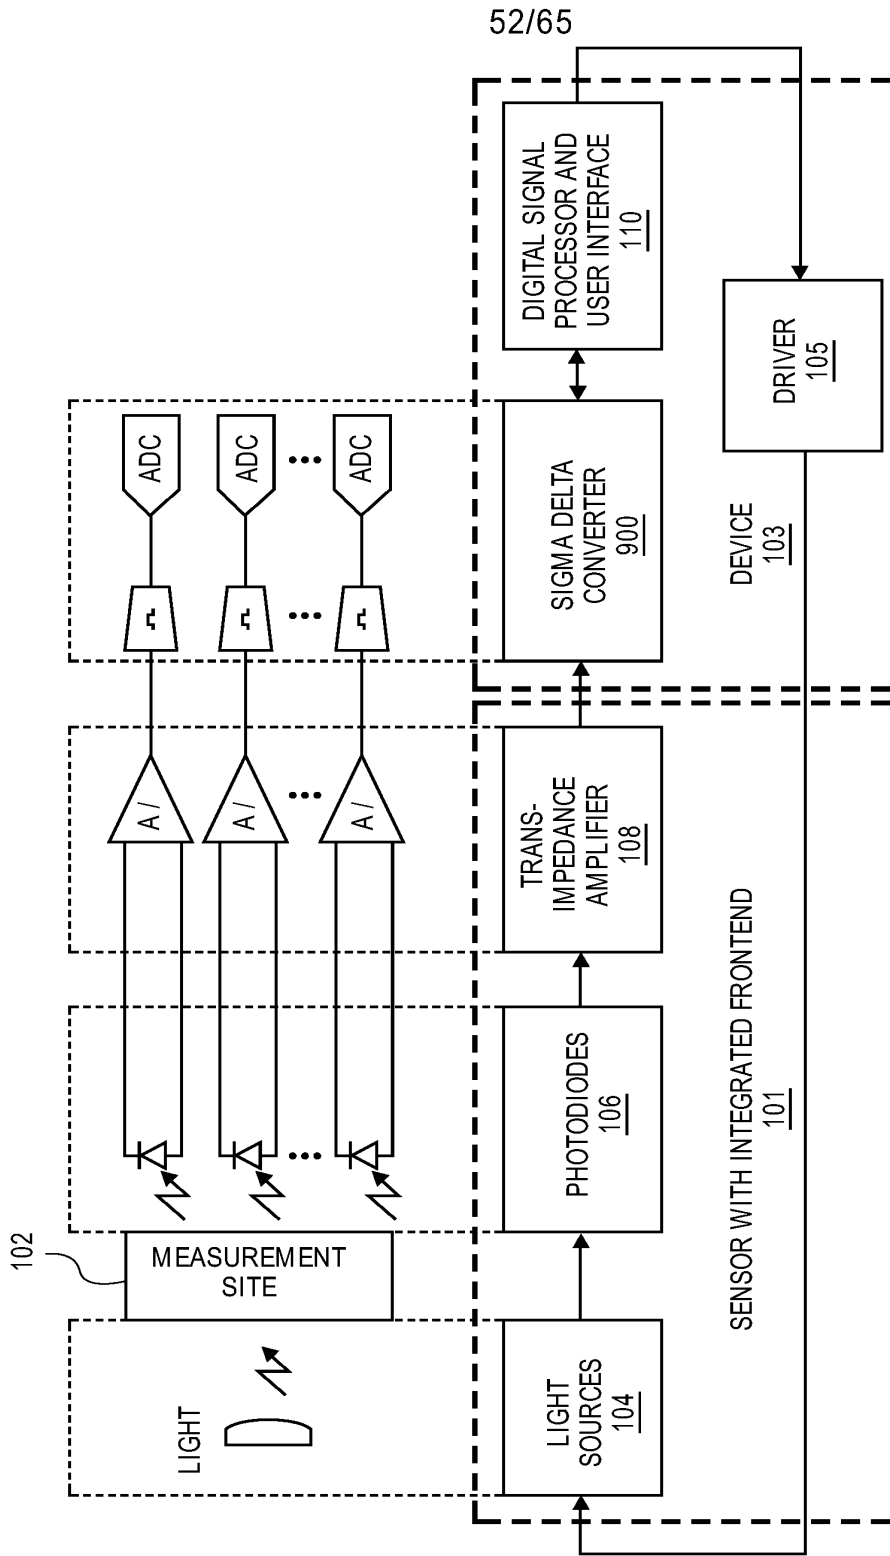 52/65
102
LIGHT
MEASUREMENT
SITE
A /
A /
A /
ADC
ADC
ADC
LIGHT
SOURCES
104
PHOTODIODES
106
TRANS-
IMPEDANCE
AMPLIFIER
108
SIGMA DELTA
CONVERTER
900
DIGITAL SIGNAL
PROCESSOR AND
USER INTERFACE
110
SENSOR WITH INTEGRATED FRONTEND
101
DEVICE
103
DRIVER
105